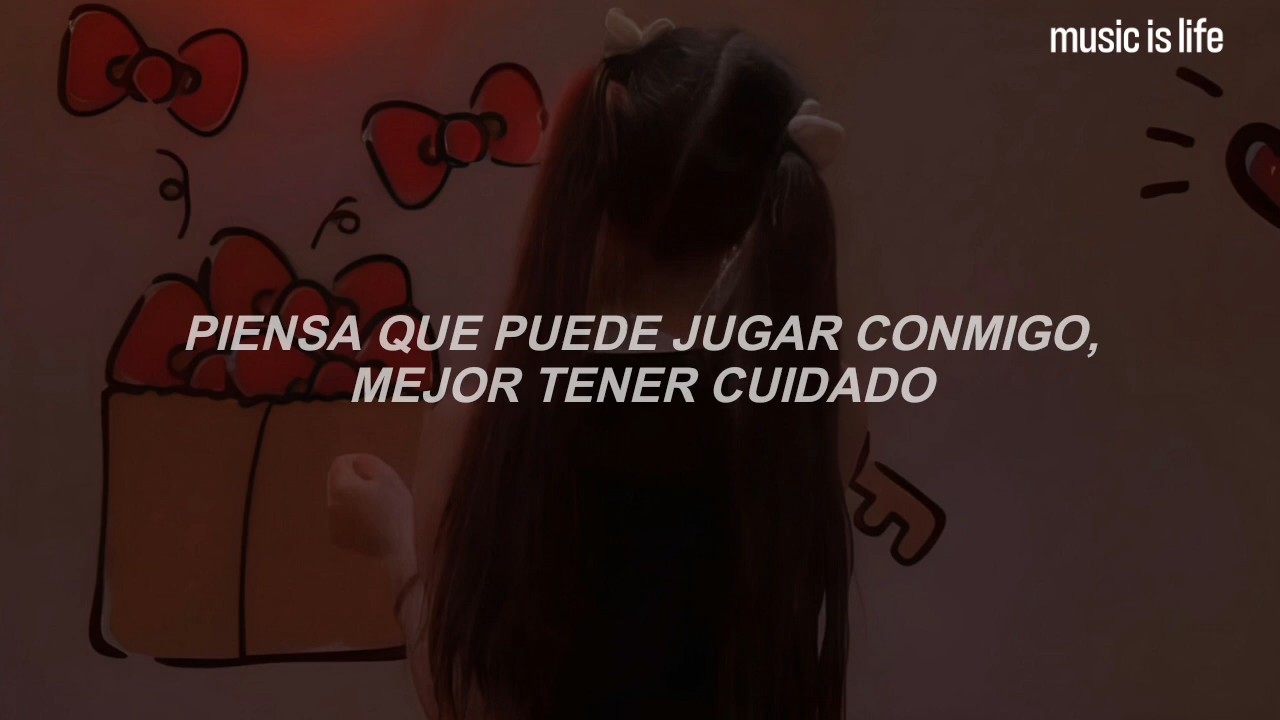 music is life
PIENSA QUE PUEDE JUGAR CONMIGO,
MEJOR TENER CUIDADO